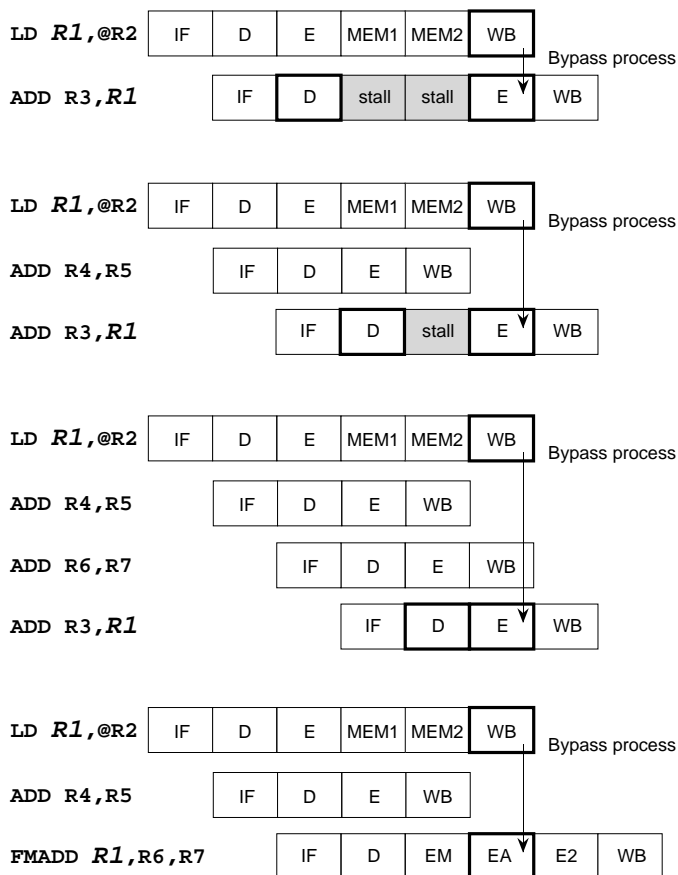 LD R1,@R2 IF D E MEM1 MEM2 WB
Bypass process
ADD R3,R1 IF D stall stall E WB
LD R1,@R2 IF D E MEM1 MEM2 WB
Bypass process
ADD R4,R5 IF D E WB
ADD R3,R1 IF D stall E WB
LD R1,@R2 IF D E MEM1 MEM2 WB
Bypass process
ADD R4,R5 IF D E WB
ADD R6,R7 IF D E WB
ADD R3,R1 IF D E WB
LD R1,@R2 IF D E MEM1 MEM2 WB
Bypass process
ADD R4,R5 IF D E WB
FMADD R1,R6,R7 IF D EM EA E2 WB